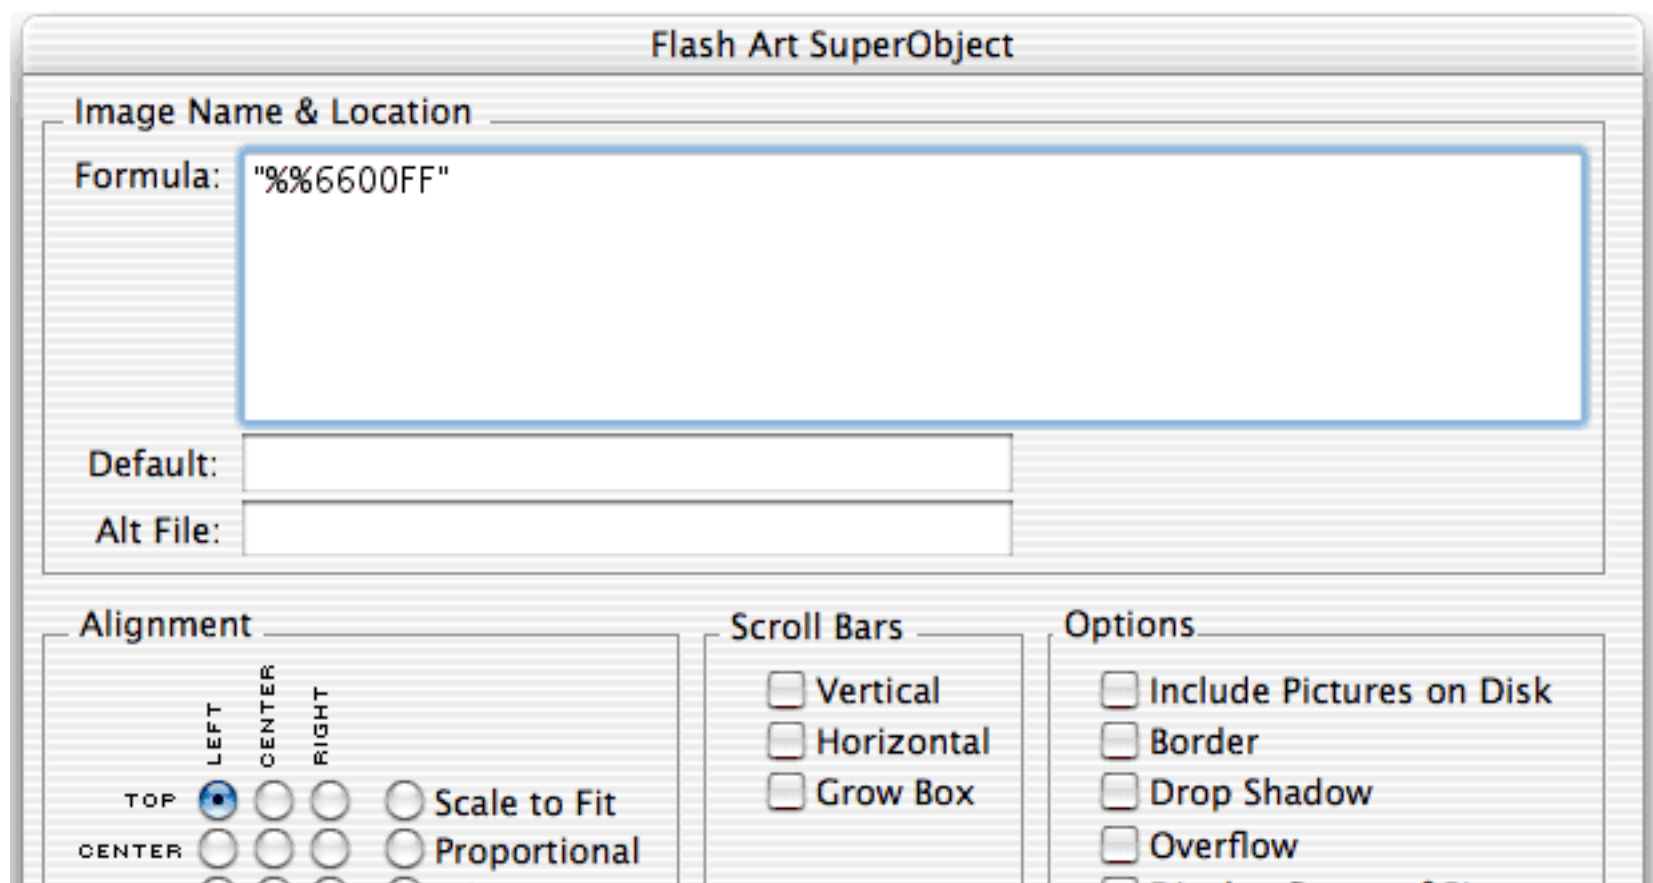 Flash Art SuperObject
Image Name & Location
Formula: "%%6600FF"
Default:
Alt File:
Alignment
LEFT CENTER RIGHT
TOP Scale to Fit
CENTER Proportional
Scroll Bars
Vertical
Horizontal
Grow Box
Options
Include Pictures on Disk
Border
Drop Shadow
Overflow